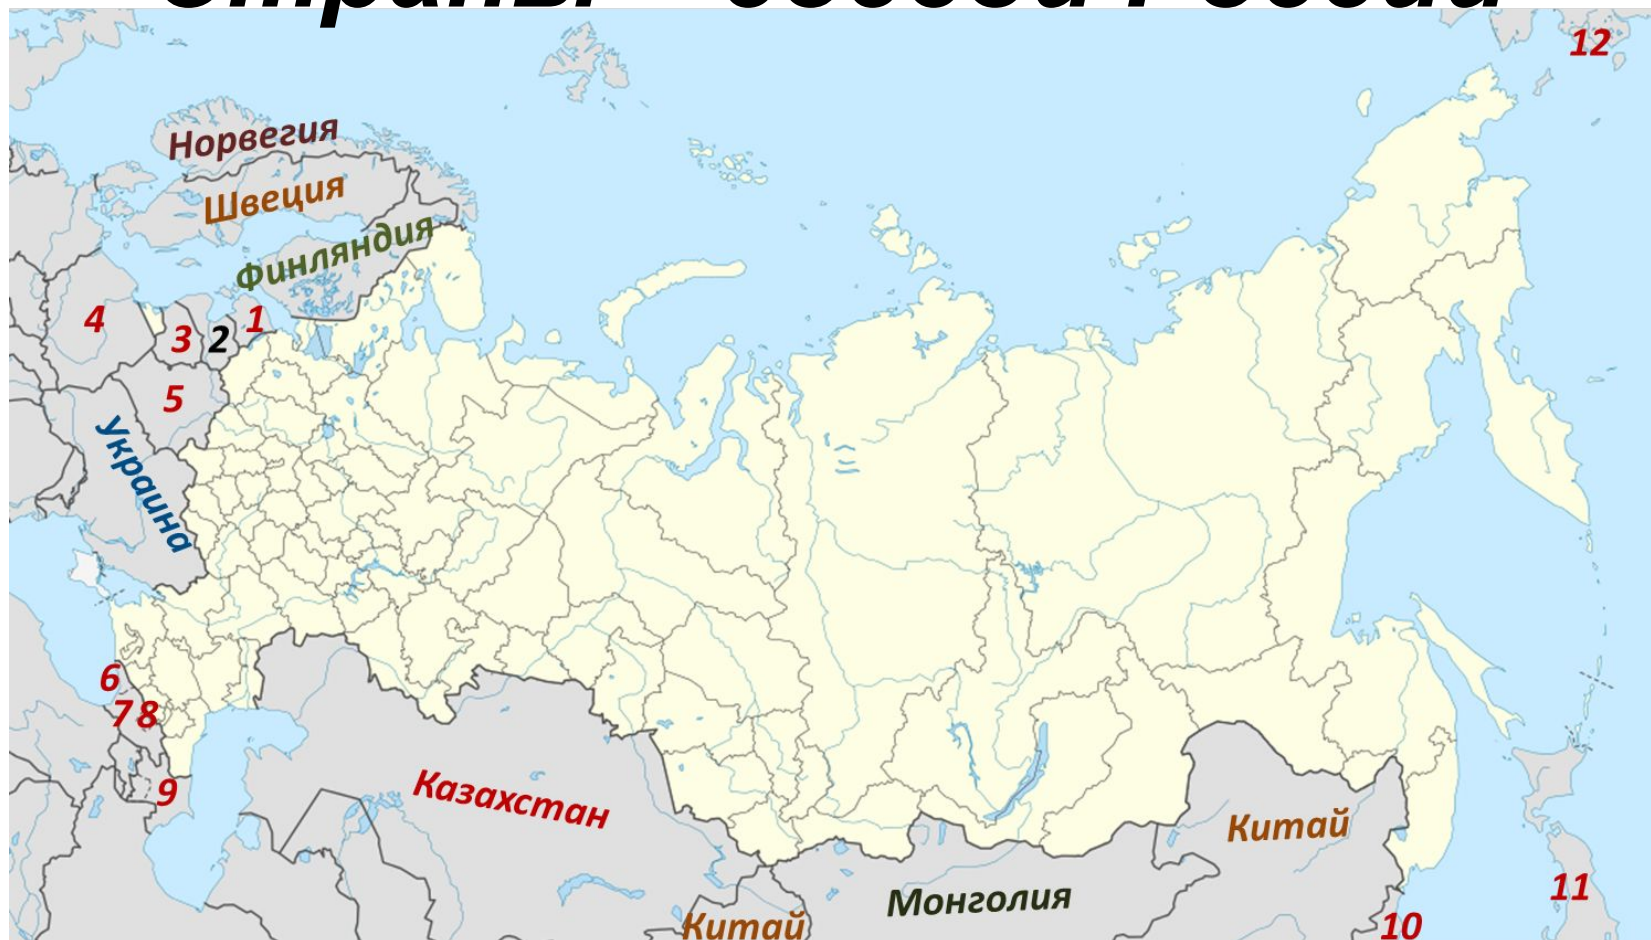 12
Норвегия
Швеция
Финляндия
4
3
2
1
5
Украина
6
7 8
9
Казахстан
Китай
Монголия
Китай
10
11